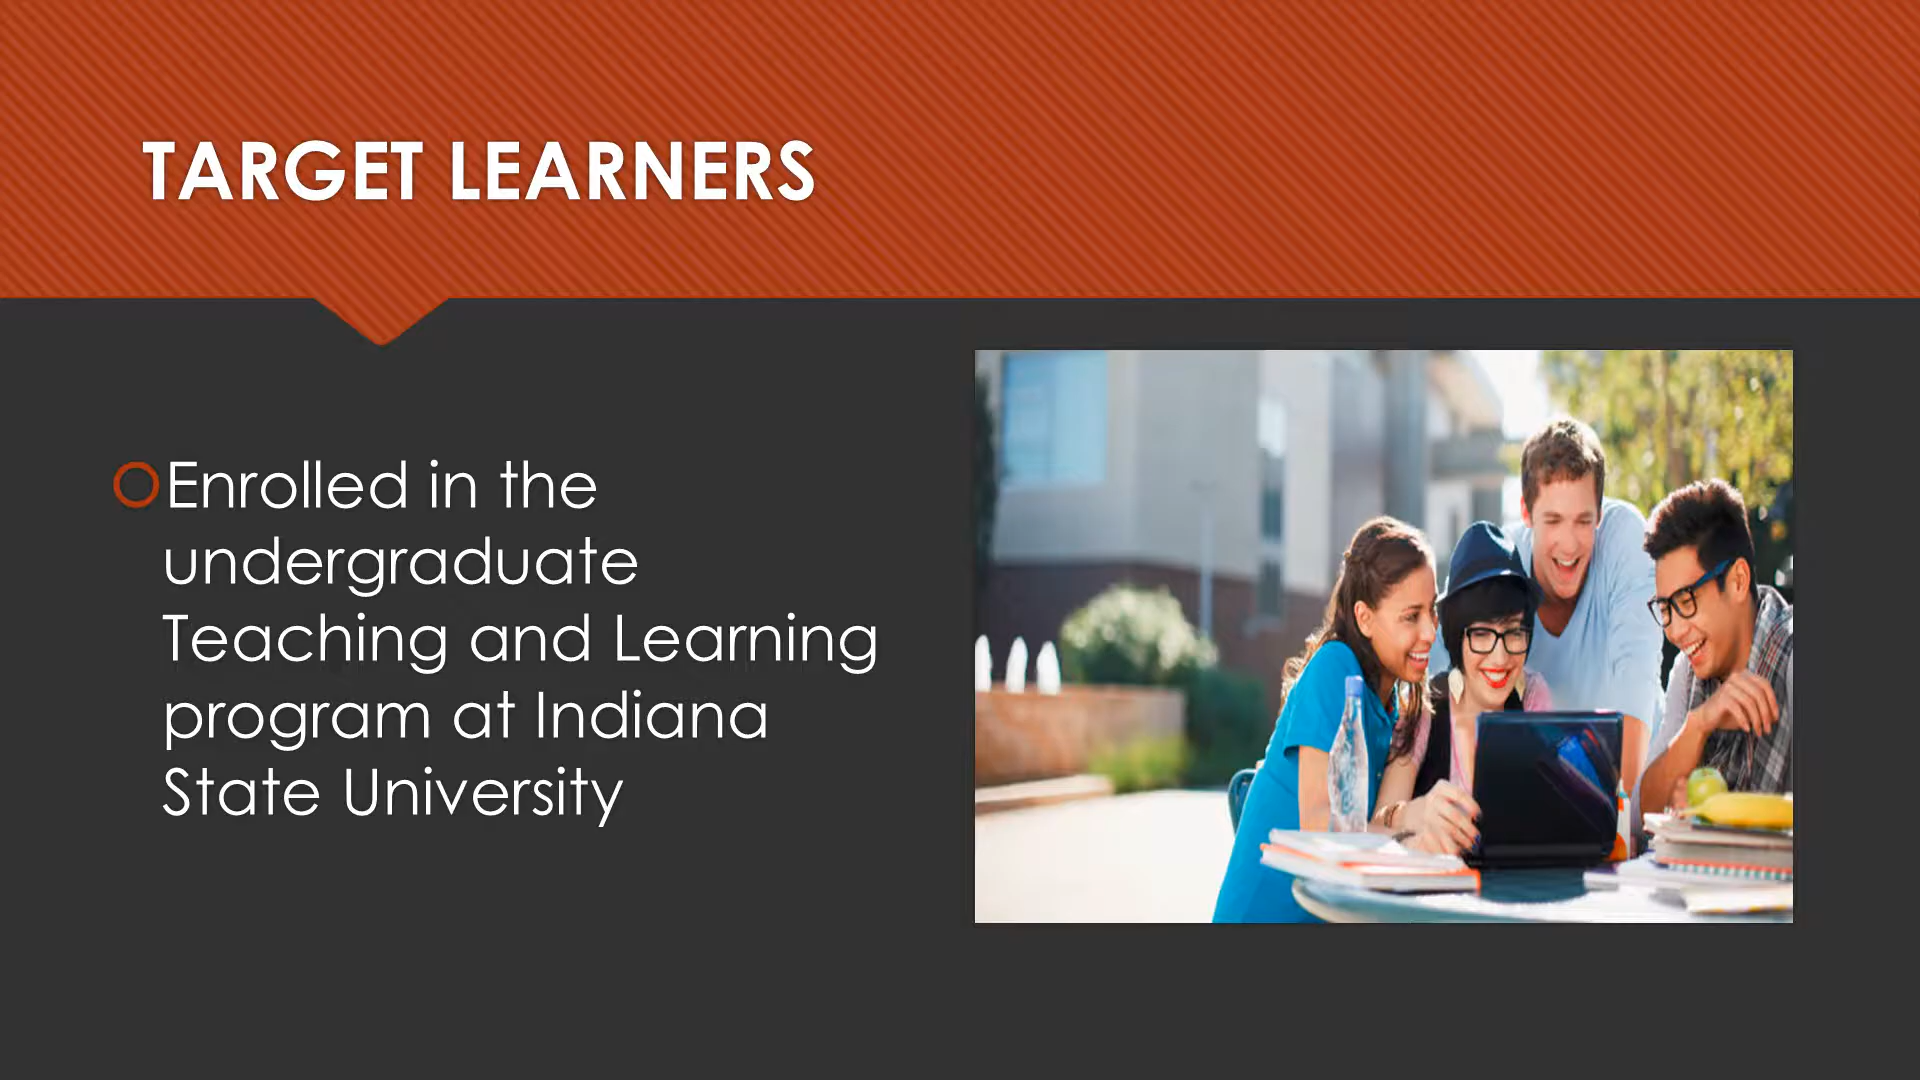 TARGET LEARNERS
Enrolled in the
undergraduate
Teaching and Learning
program at Indiana
State University